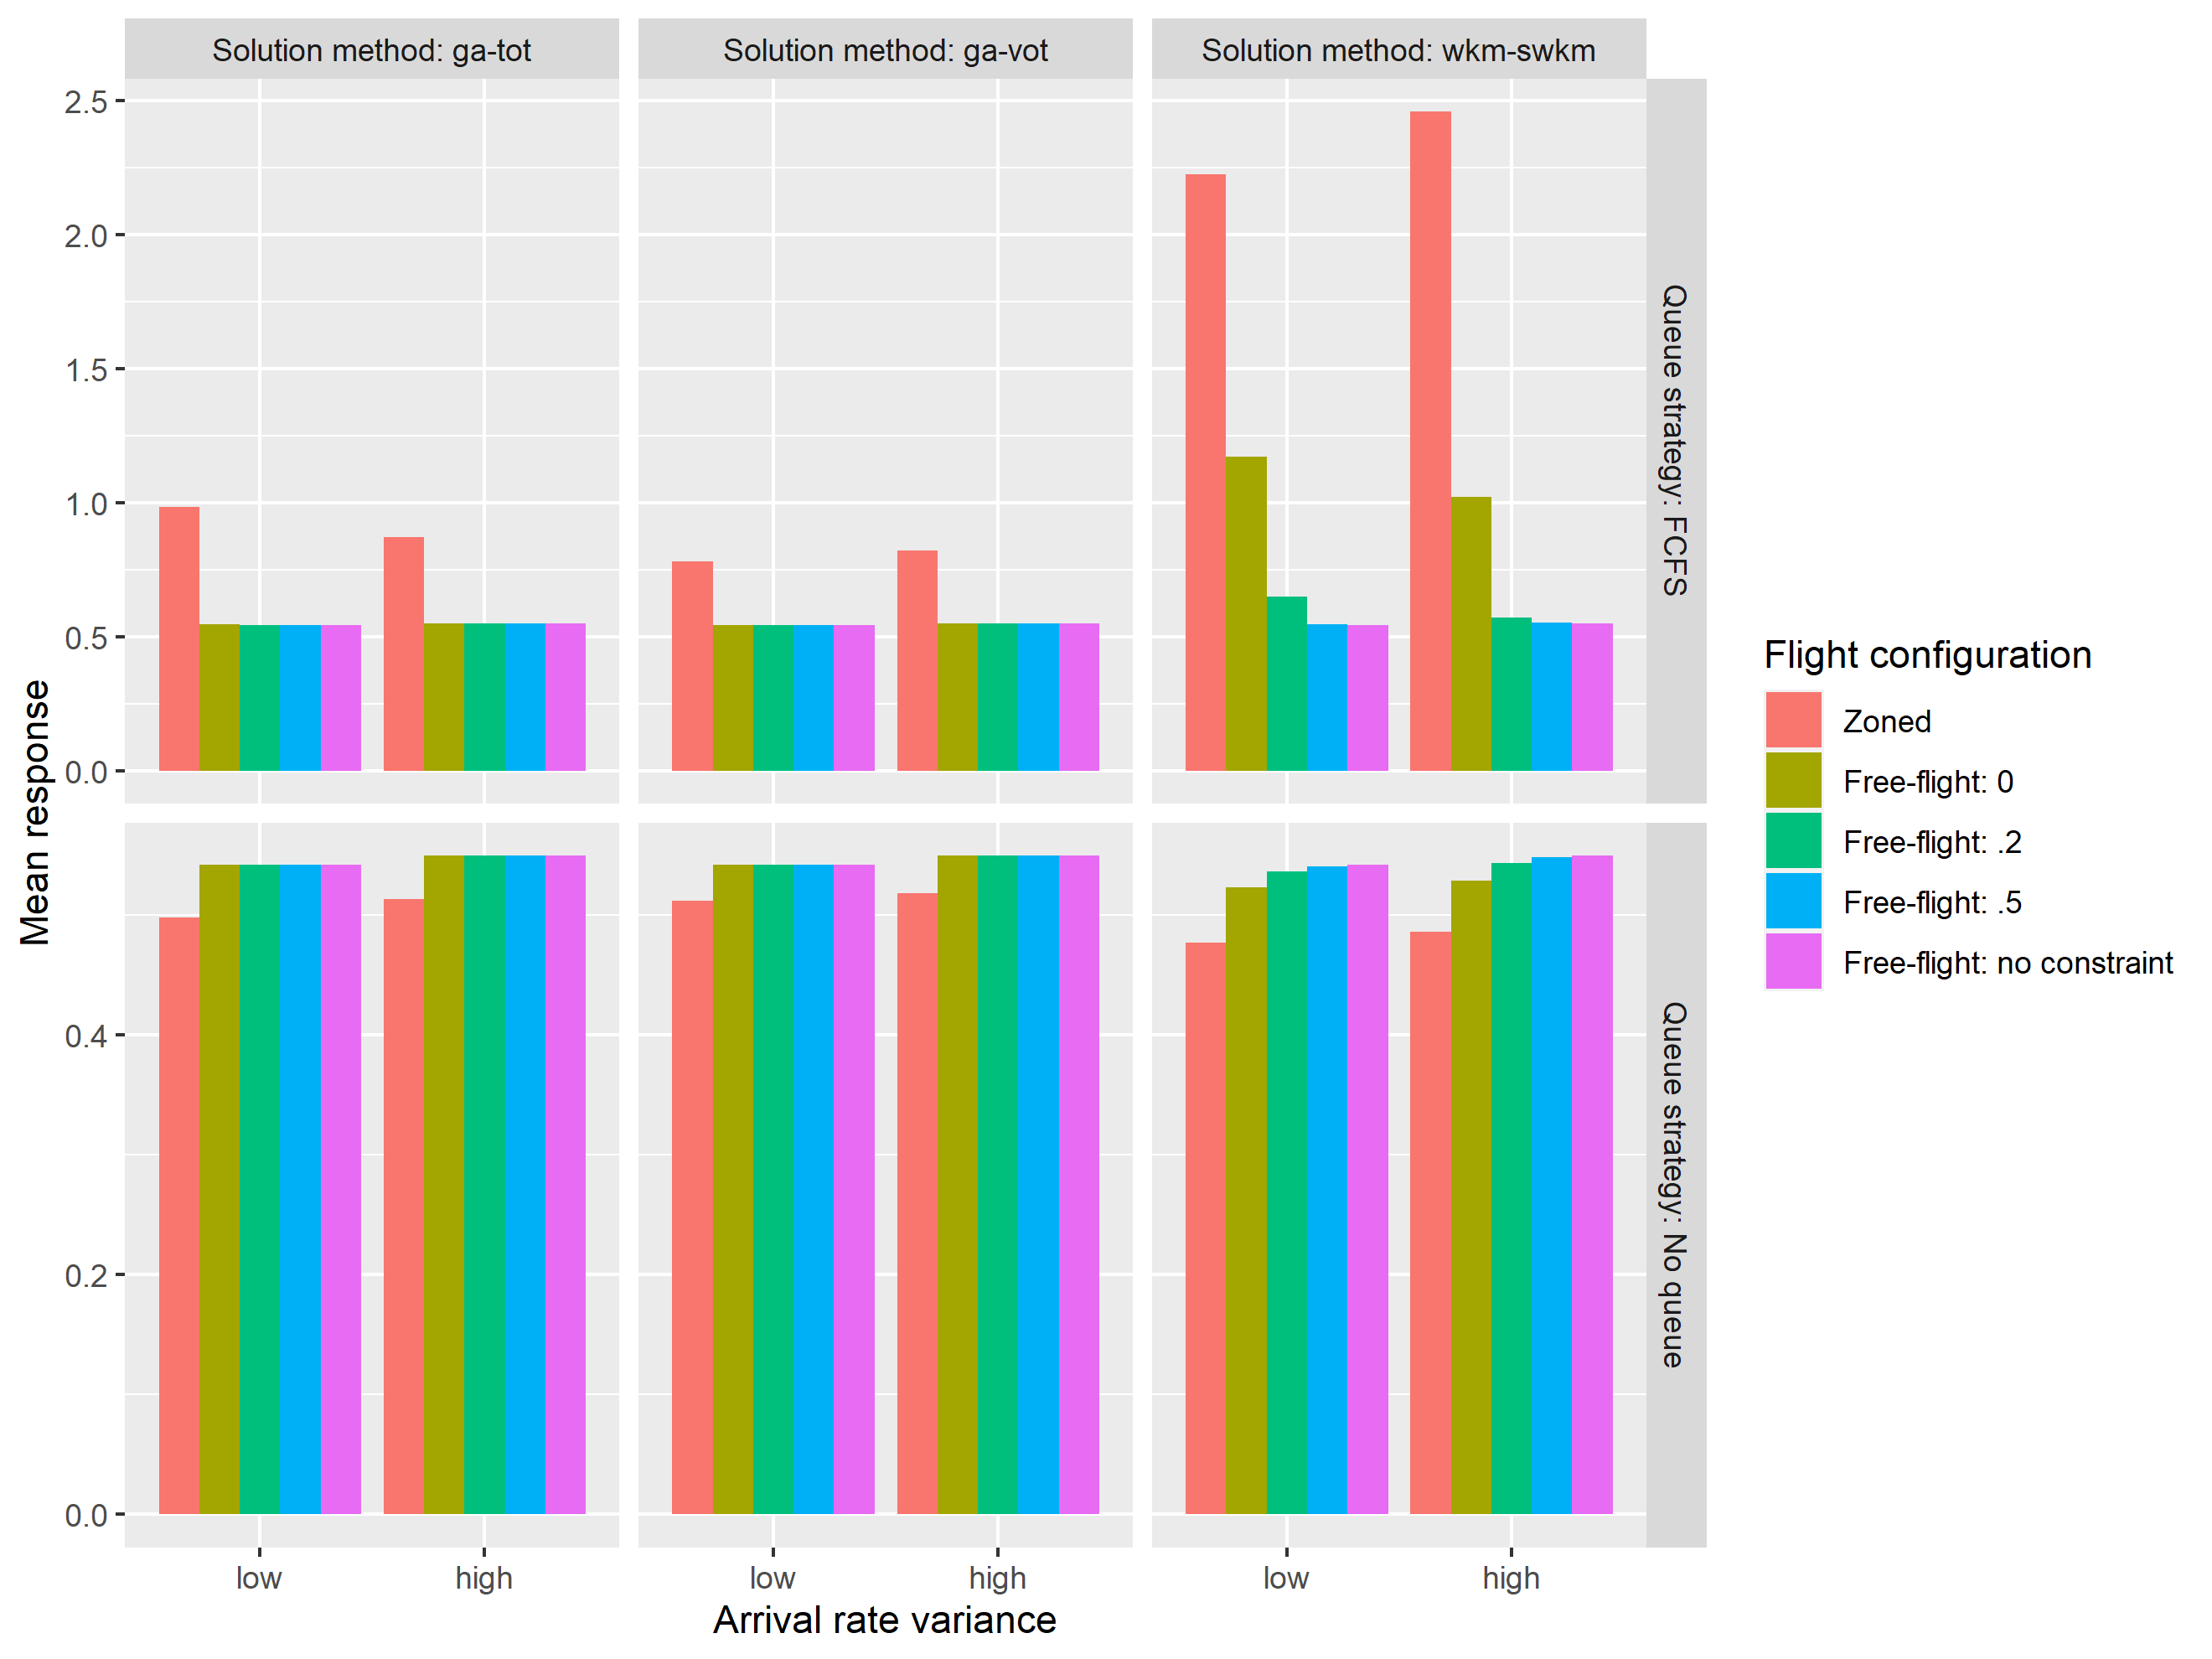 Solution method: ga-tot
Solution method: ga-vot
Solution method: wkm-swkm
2.5
2.0
1.5
1.0
0.5
0.0
Queue strategy: FCFS
0.4
0.2
0.0
Queue strategy: No queue
Mean response
low
high
low
high
low
high
Arrival rate variance
Flight configuration
Zoned
Free-flight: 0
Free-flight: .2
Free-flight: .5
Free-flight: no constraint